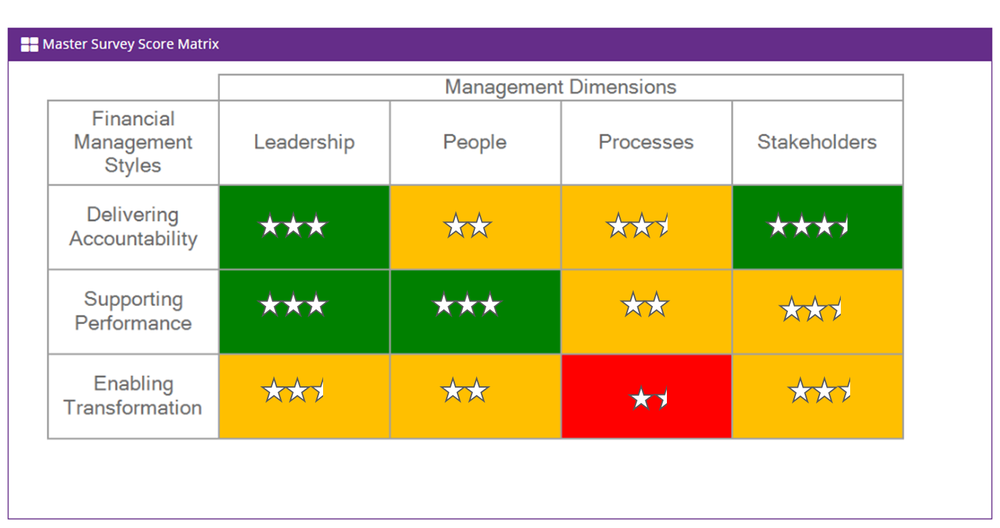 Master Survey Score Matrix
Management Dimensions
Financial
Management
Styles
Leadership
People
Processes
Stakeholders
Delivering
Accountability
Supporting
Performance
Enabling
Transformation